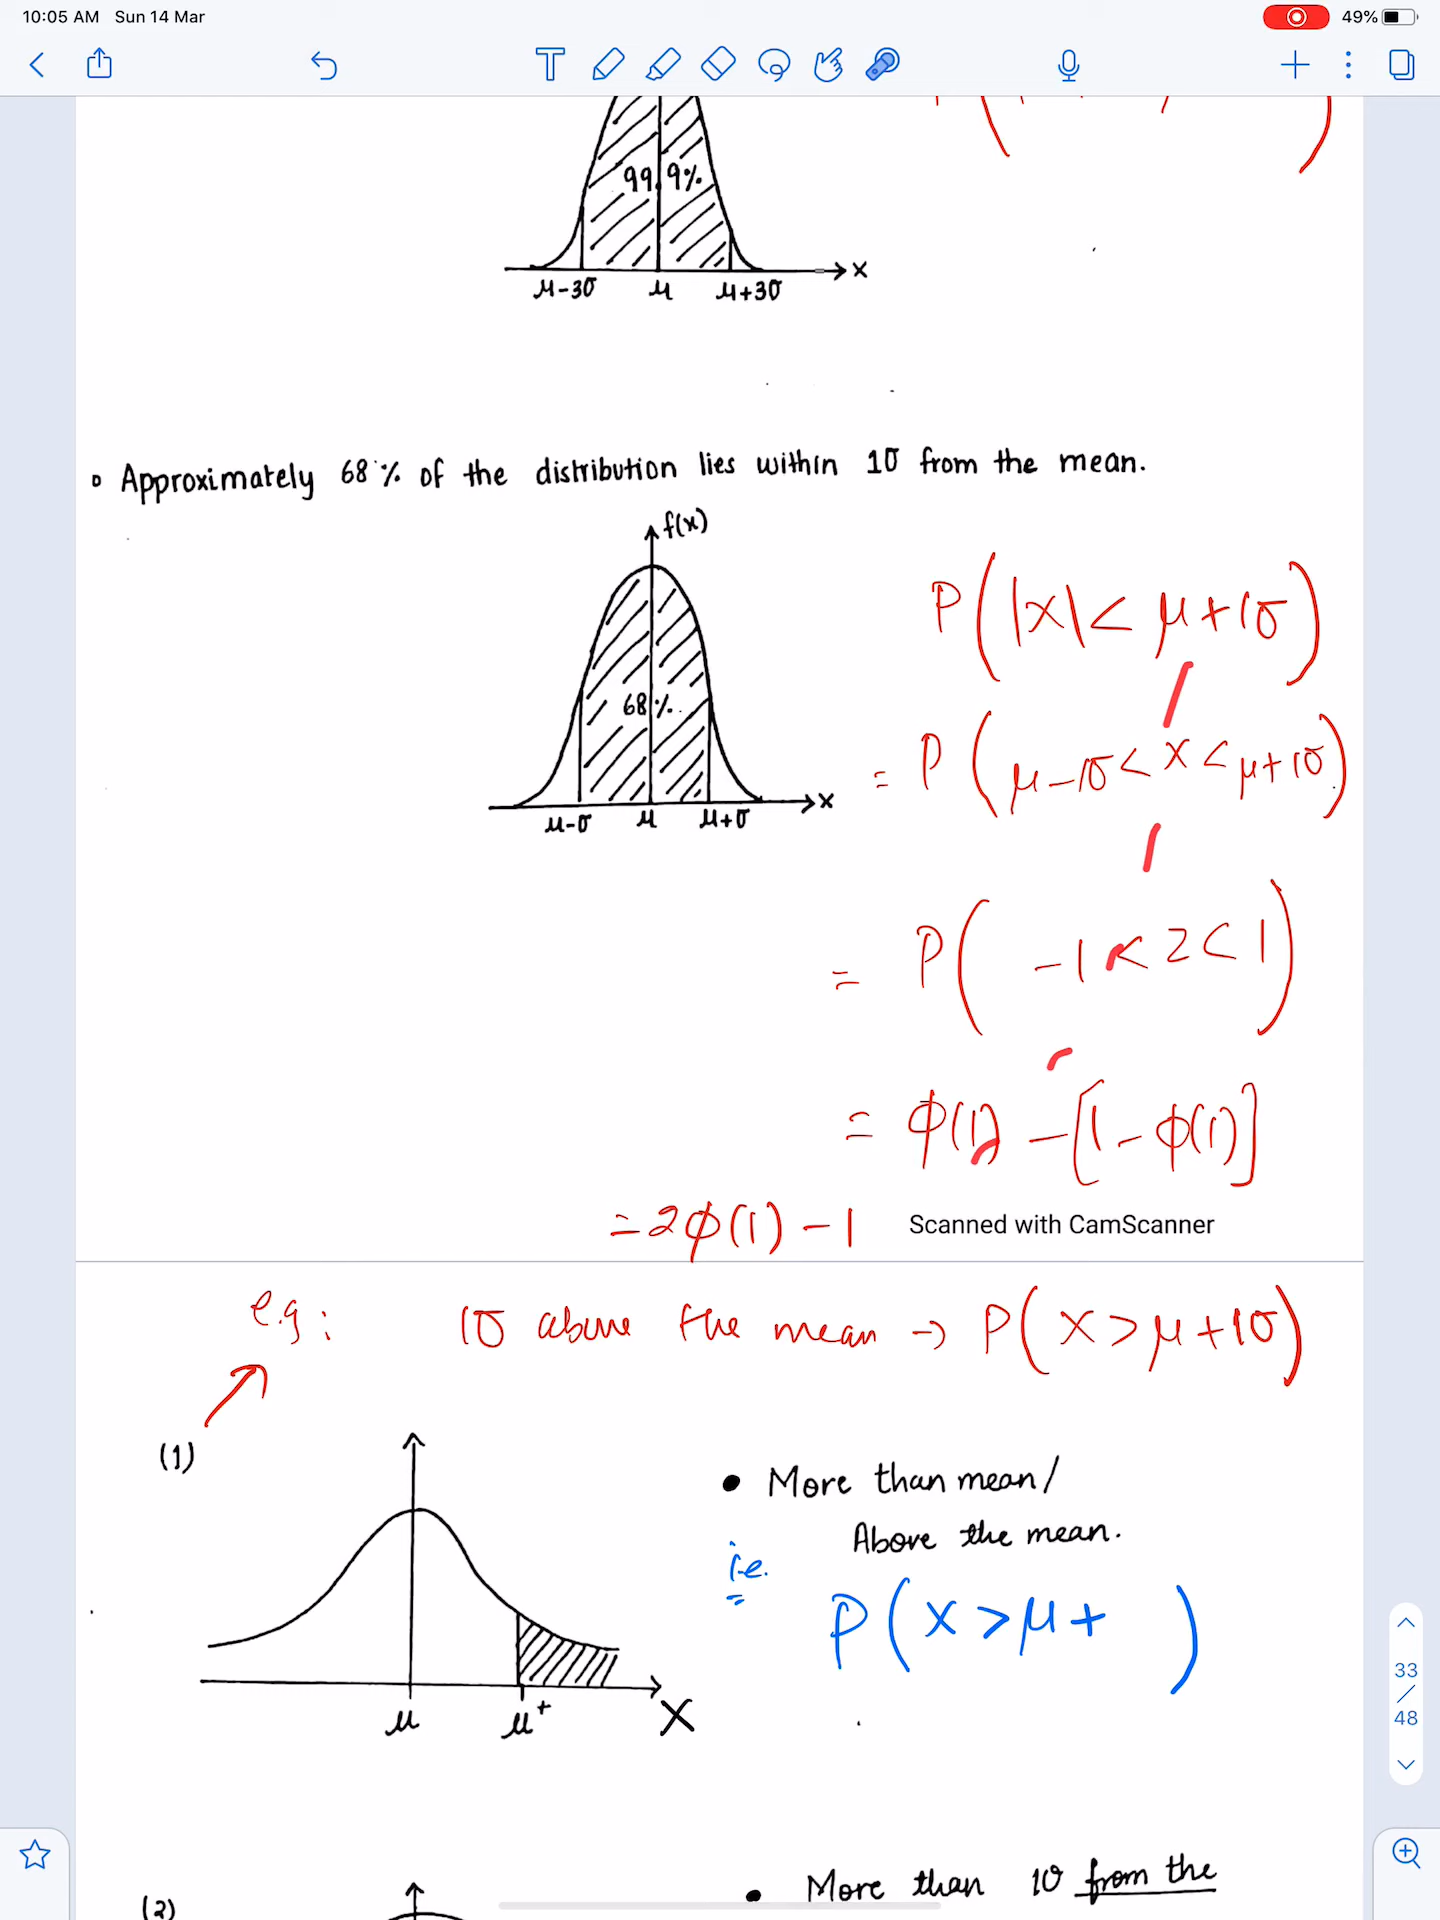 10:05 AM Sun 14 Mar
49%
99.9%
x
μ-3σ μ μ+3σ
Approximately 68% of the distribution lies within 1σ from the mean.
f(x)
68%
x
μ-σ μ μ+σ
P(|x| < μ+1σ)
= P(μ-1σ < x < μ+1σ)
= P(-1 < Z < 1)
= φ(1) - [1 - φ(1)]
= 2φ(1) - 1
Scanned with CamScanner
e.g: 1σ above the mean → P(X > μ+1σ)
(1)
• More than mean/
Above the mean.
i.e.
P(X > μ+ )
μ μ+ X
33
/
48
(2)
• More than 1σ from the